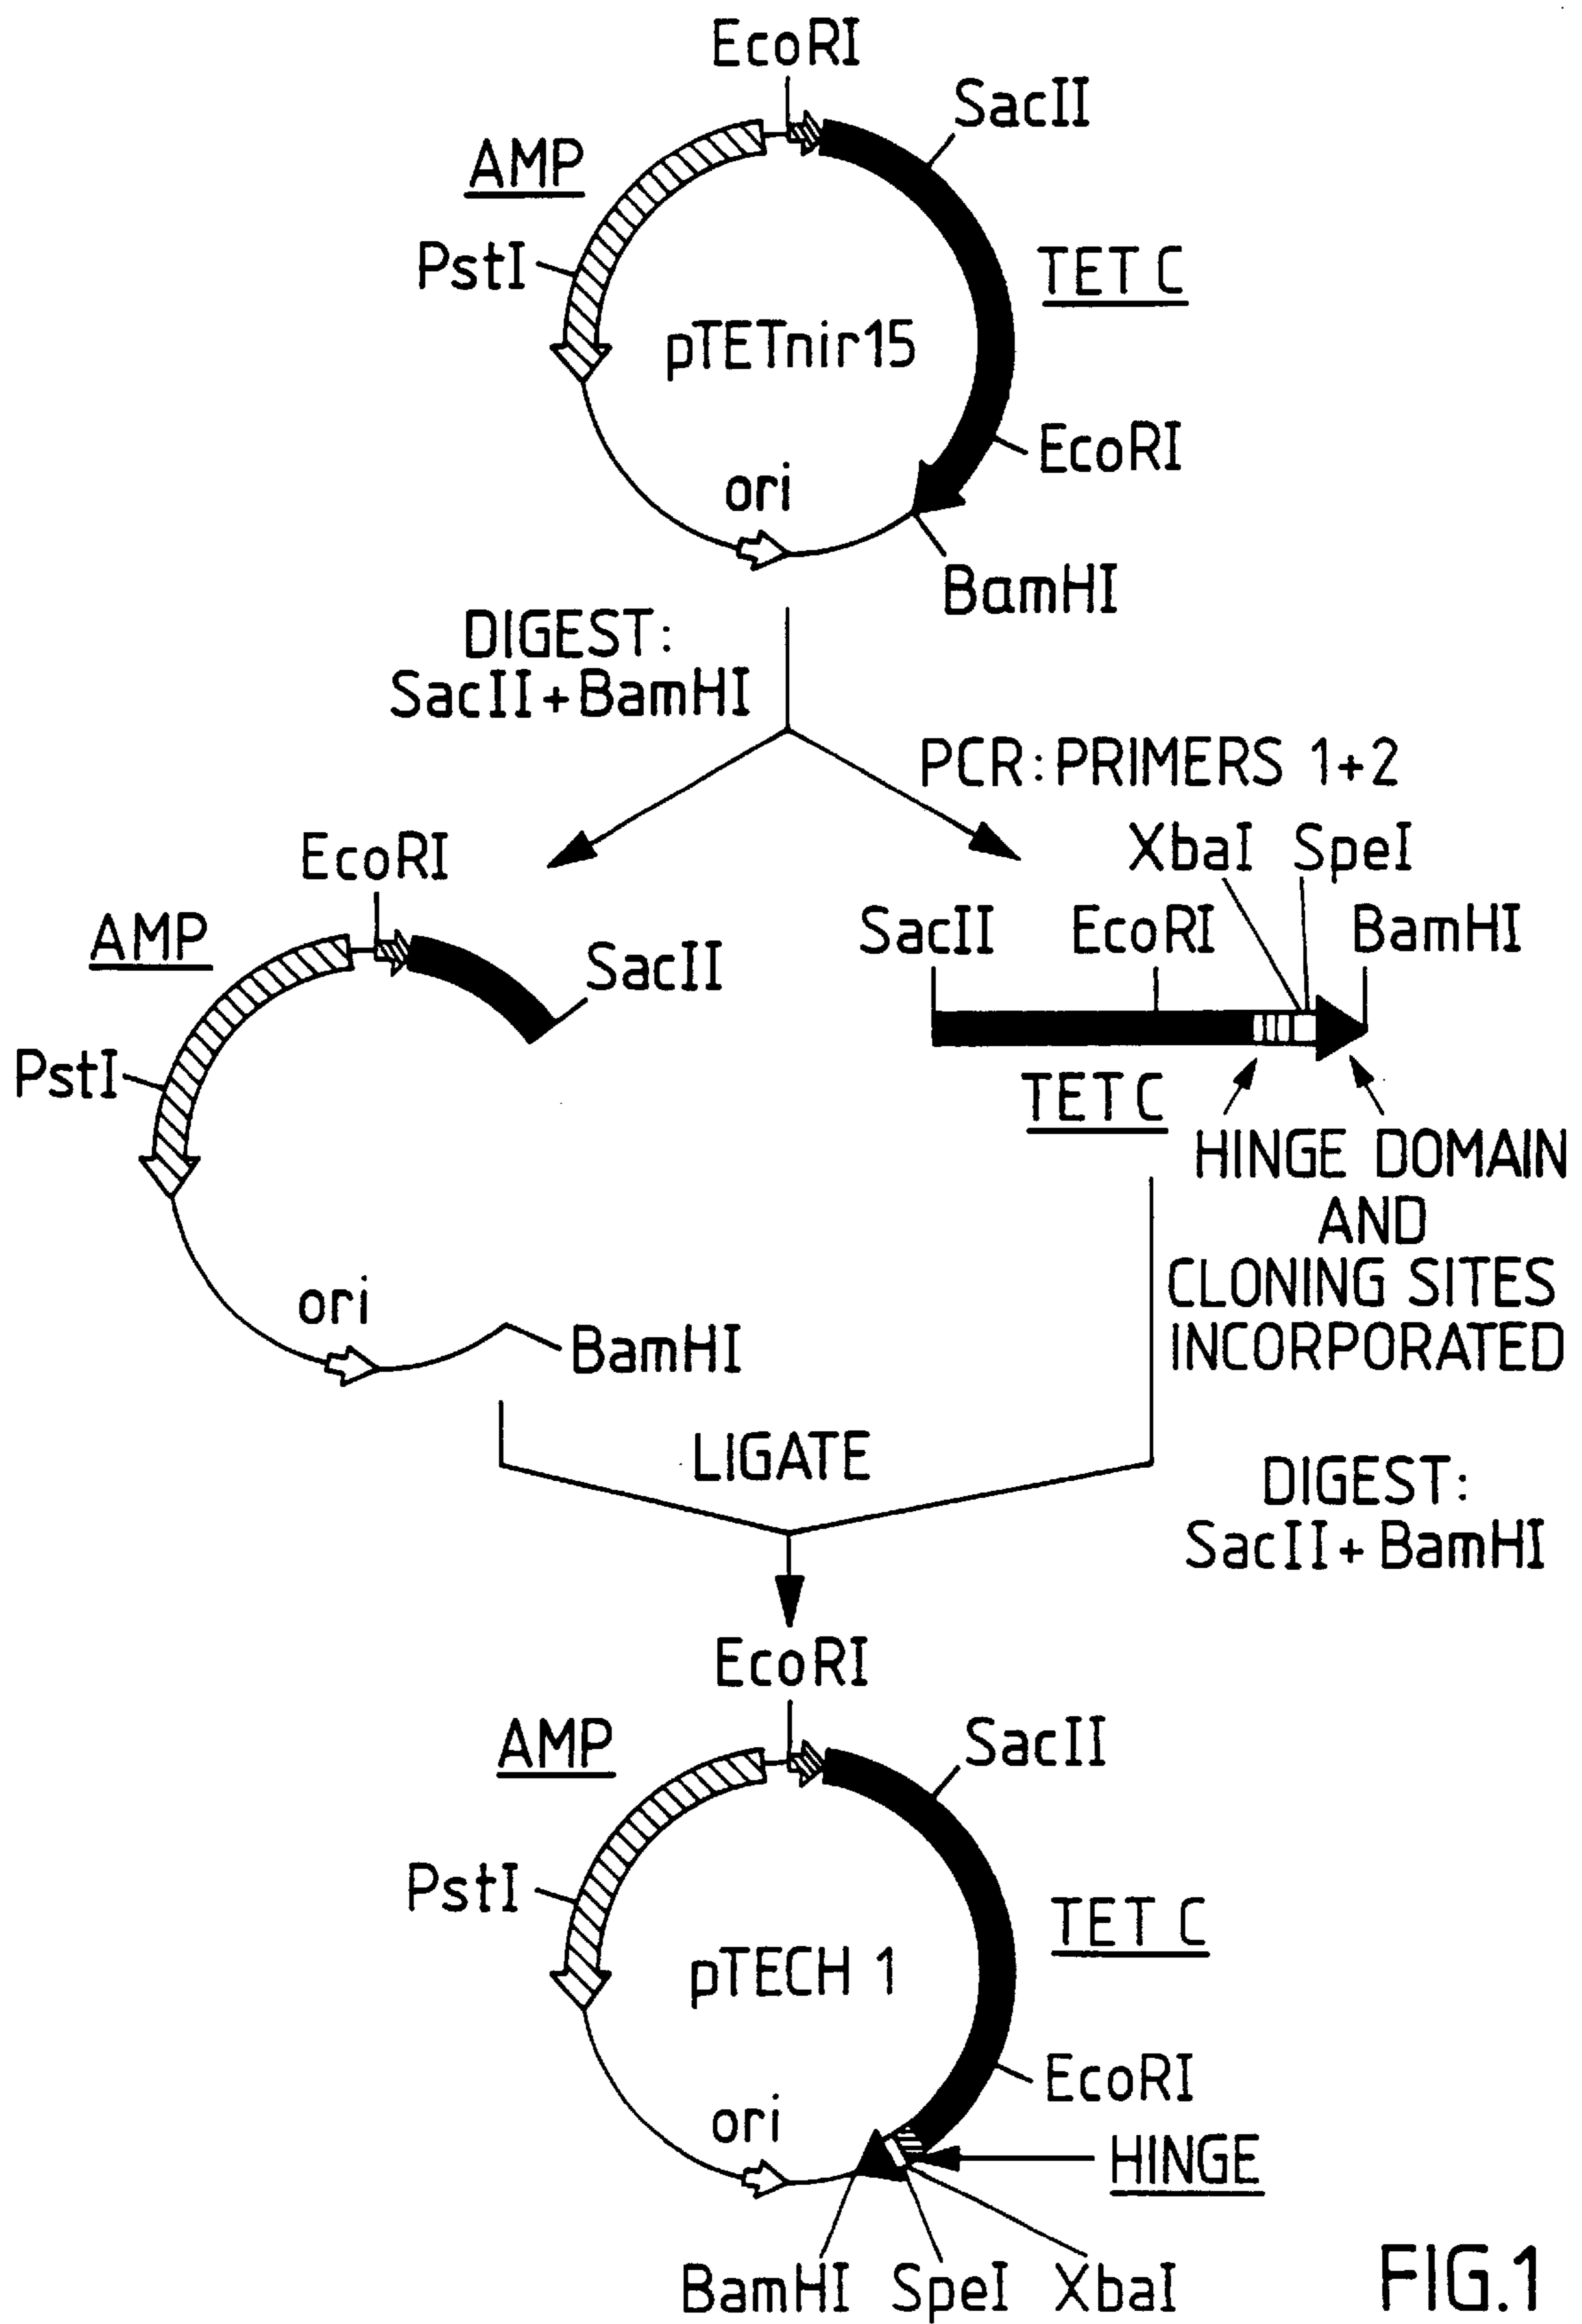 EcoRI
SacII
AMP
PstI
TET C
pTETnir15
EcoRI
ori
BamHI
DIGEST:
SacII+BamHI
PCR:PRIMERS 1+2
XbaI SpeI
EcoRI
SacII EcoRI BamHI
AMP
SacII
PstI
TET C
HINGE DOMAIN
AND
CLONING SITES
INCORPORATED
ori
BamHI
LIGATE
DIGEST:
SacII+BamHI
EcoRI
AMP
SacII
PstI
TET C
pTECH 1
EcoRI
ori
HINGE
BamHI SpeI XbaI
FIG.1